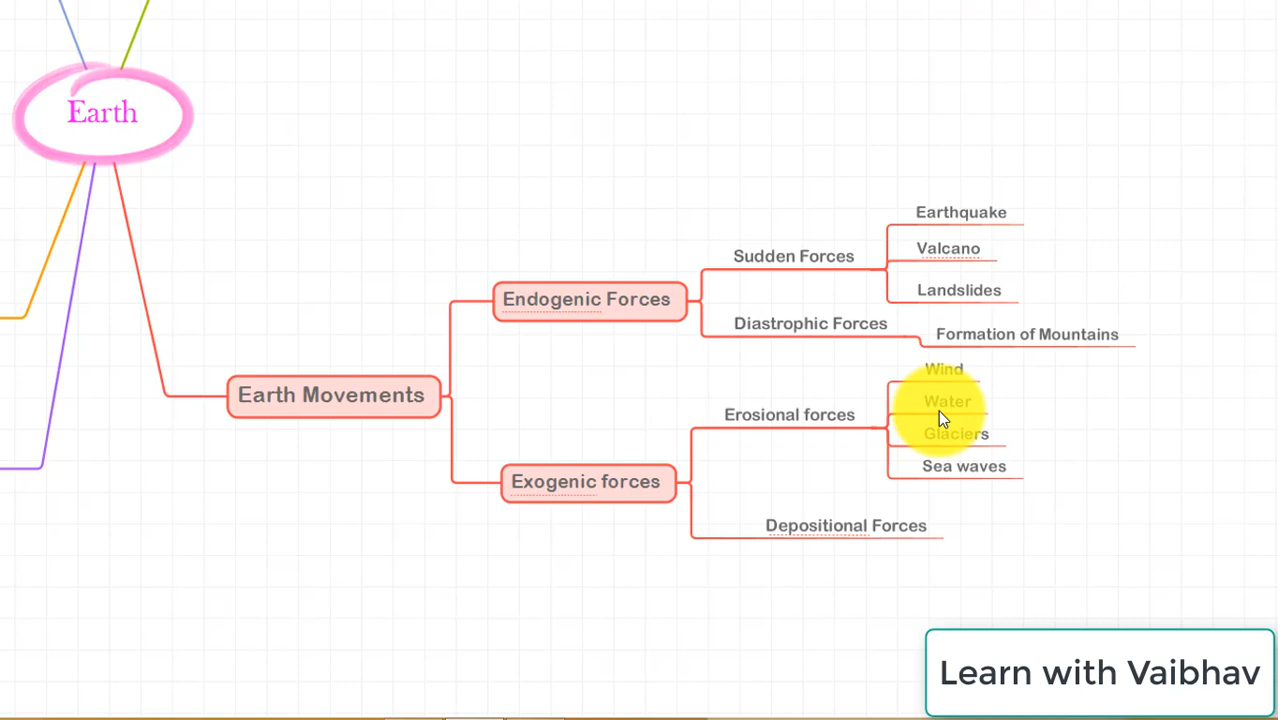 Earth
Earth Movements
Endogenic Forces
Sudden Forces
Earthquake
Valcano
Landslides
Diastrophic Forces
Formation of Mountains
Exogenic forces
Erosional forces
Wind
Water
Glaciers
Sea waves
Depositional Forces
Learn with Vaibhav